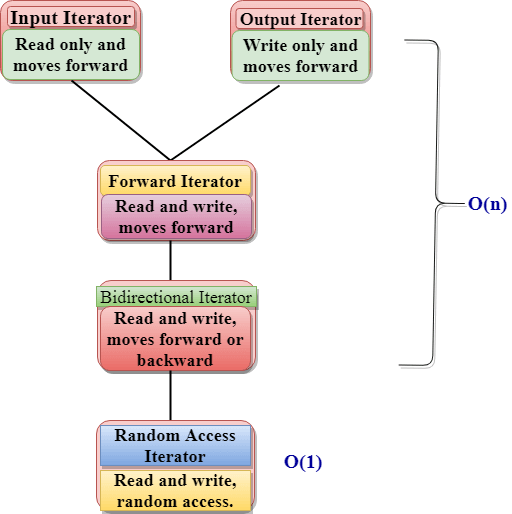 Input Iterator
Read only and
moves forward
Output Iterator
Write only and
moves forward
Forward Iterator
Read and write,
moves forward
O(n)
Bidirectional Iterator
Read and write,
moves forward or
backward
Random Access
Iterator
Read and write,
random access.
O(1)